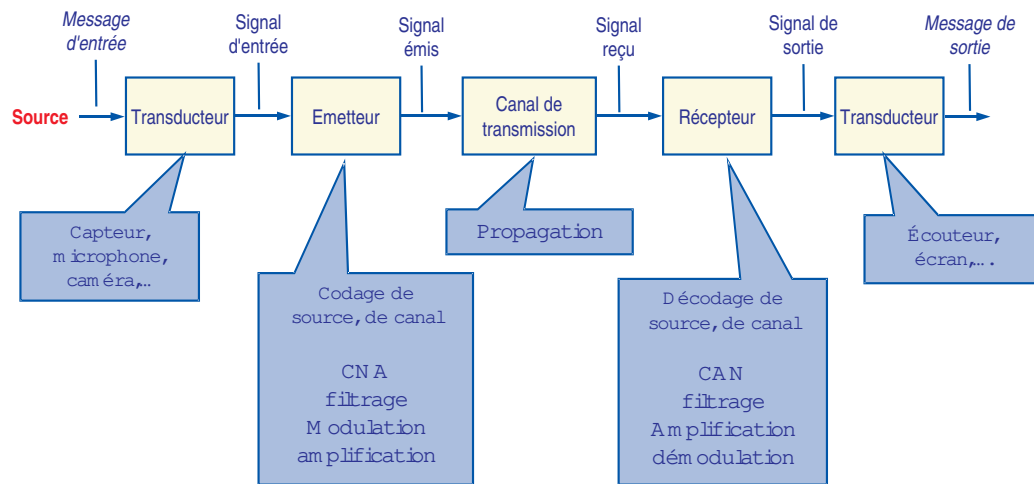 Message
d'entrée
Signal
d'entrée
Signal
émis
Signal
reçu
Signal de
sortie
Message de
sortie
Source
Transducteur
Emetteur
Canal de
transmission
Récepteur
Transducteur
Capteur,
microphone,
caméra,...
Codage de
source, de canal
CNA
filtrage
Modulation
amplification
Propagation
Décodage de
source, de canal
CAN
filtrage
Amplification
démodulation
Écouteur,
écran,....